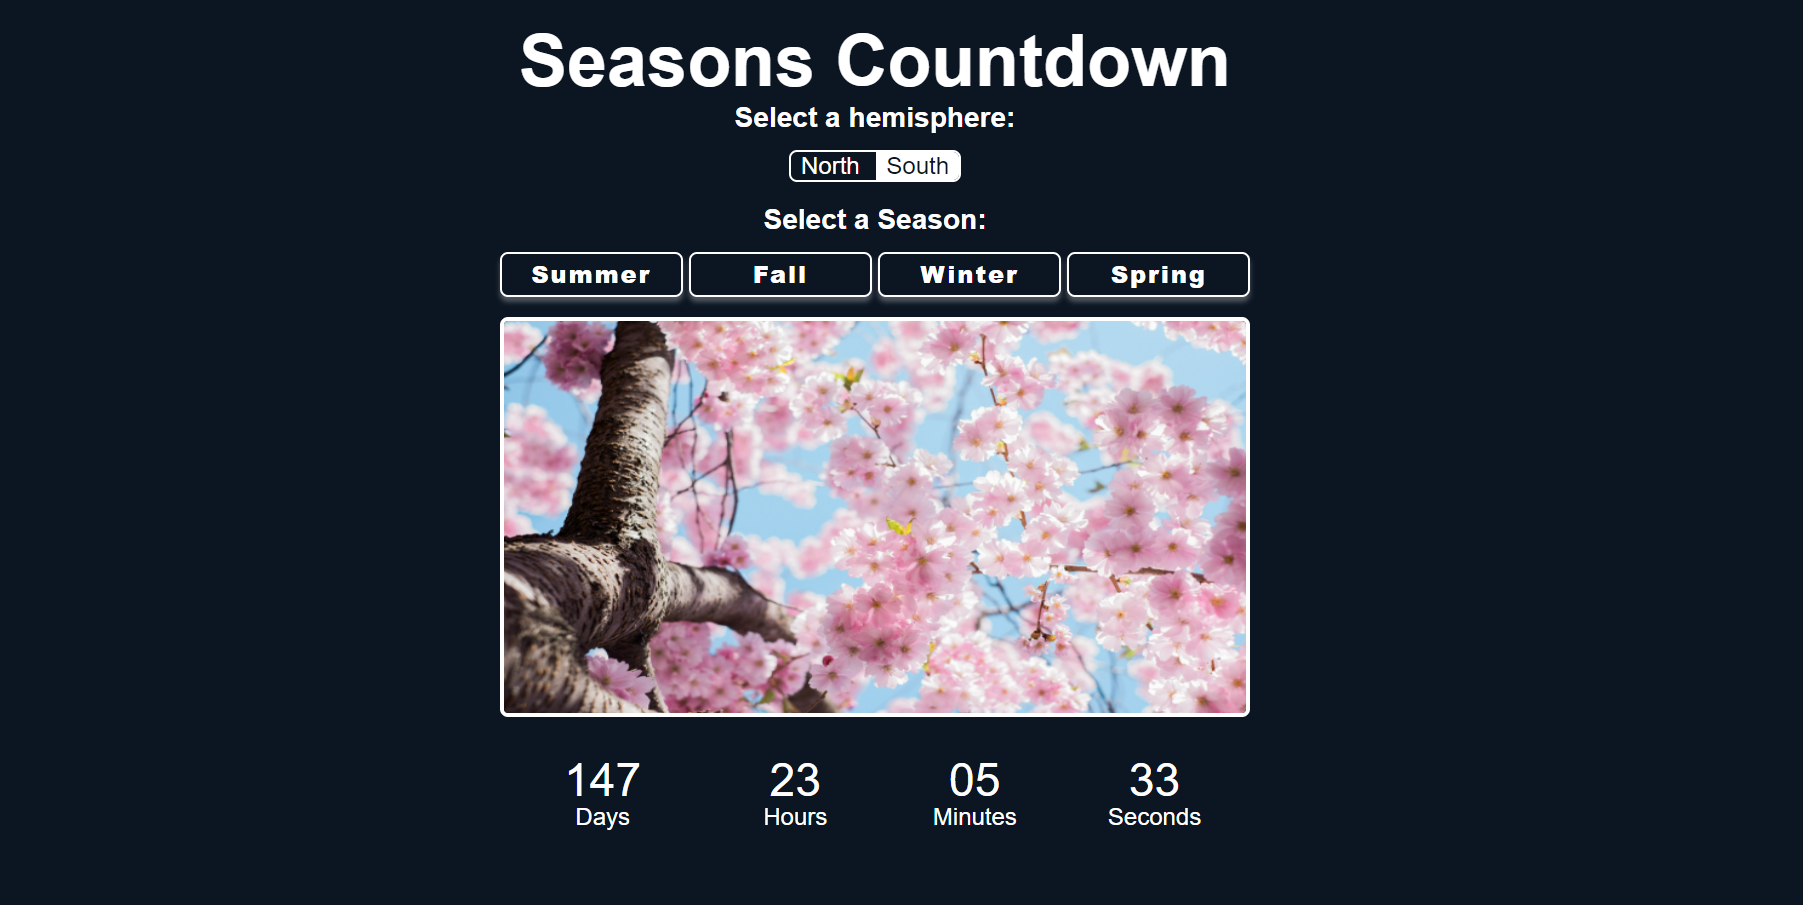 Seasons Countdown
Select a hemisphere:
North South
Select a Season:
Summer Fall Winter Spring
147 23 05 33
Days Hours Minutes Seconds